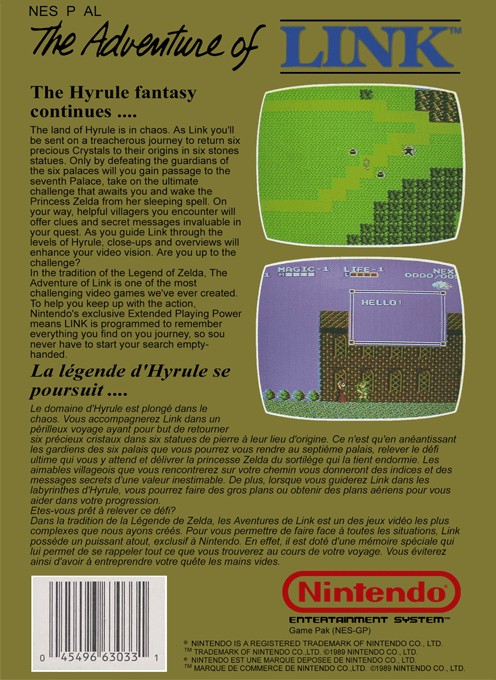 NES P AL
The Adventure of LINK™
The Hyrule fantasy
continues ....
The land of Hyrule is in chaos. As Link you'll
be sent on a treacherous journey to return six
precious Crystals to their origins in six stones
statues. Only by defeating the guardians of
the six palaces will you gain passage to the
seventh Palace, take on the ultimate
challenge that awaits you and wake the
Princess Zelda from her sleeping spell. On
your way, helpful villagers you encounter will
offer clues and secret messages invaluable in
your quest. As you guide Link through the
levels of Hyrule, close-ups and overviews will
enhance your video vision. Are you up to the
challenge?
In the tradition of the Legend of Zelda, The
Adventure of Link is one of the most
challenging video games we've ever created.
To help you keep up with the action,
Nintendo's exclusive Extended Playing Power
means LINK is programmed to remember
everything you find on you journey, so sou
never have to start your search empty-
handed.
MAGIC-1 LIFE-1 NEX
0000/00
HELLO!
La légende d'Hyrule se
poursuit ....
Le domaine d'Hyrule est plongé dans le
chaos. Vous accompagnerez Link dans un
périlleux voyage ayant pour but de retourner
six précieux cristaux dans six statues de pierre à leur lieu d'origine. Ce n'est qu'en anéantissant
les gardiens des six palais que vous pourrez vous rendre au septième palais, relever le défi
ultime qui vous y attend et délivrer la princesse Zelda du sortilège qui la tient endormie. Les
aimables villageois que vous rencontrerez sur votre chemin vous donneront des indices et des
messages secrets d'une valeur inestimable. De plus, lorsque vous guiderez Link dans les
labyrinthes d'Hyrule, vous pourrez faire des gros plans ou obtenir des plans aériens pour vous
aider dans votre progression.
Etes-vous prêt à relever ce défi?
Dans la tradition de la Légende de Zelda, les Aventures de Link est un des jeux vidéo les plus
complexes que nous ayons créés. Pour vous permettre de faire face à toutes les situations, Link
possède un puissant atout, exclusif à Nintendo. En effet, il est doté d'une mémoire spéciale qui
lui permet de se rappeler tout ce que vous trouverez au cours de votre voyage. Vous éviterez
ainsi d'avoir à entreprendre votre quête les mains vides.
0 45496 63033 1
Nintendo®
ENTERTAINMENT SYSTEM™
Game Pak (NES-GP)
® NINTENDO IS A REGISTERED TRADEMARK OF NINTENDO CO., LTD.
™ TRADEMARK OF NINTENDO CO., LTD. ©1989 NINTENDO CO., LTD.
® NINTENDO EST UNE MARQUE DEPOSEE DE NINTENDO CO., LTD.
™ MARQUE DE COMMERCE DE NINTENDO CO., LTD. ©1989 NINTENDO CO., LTD.